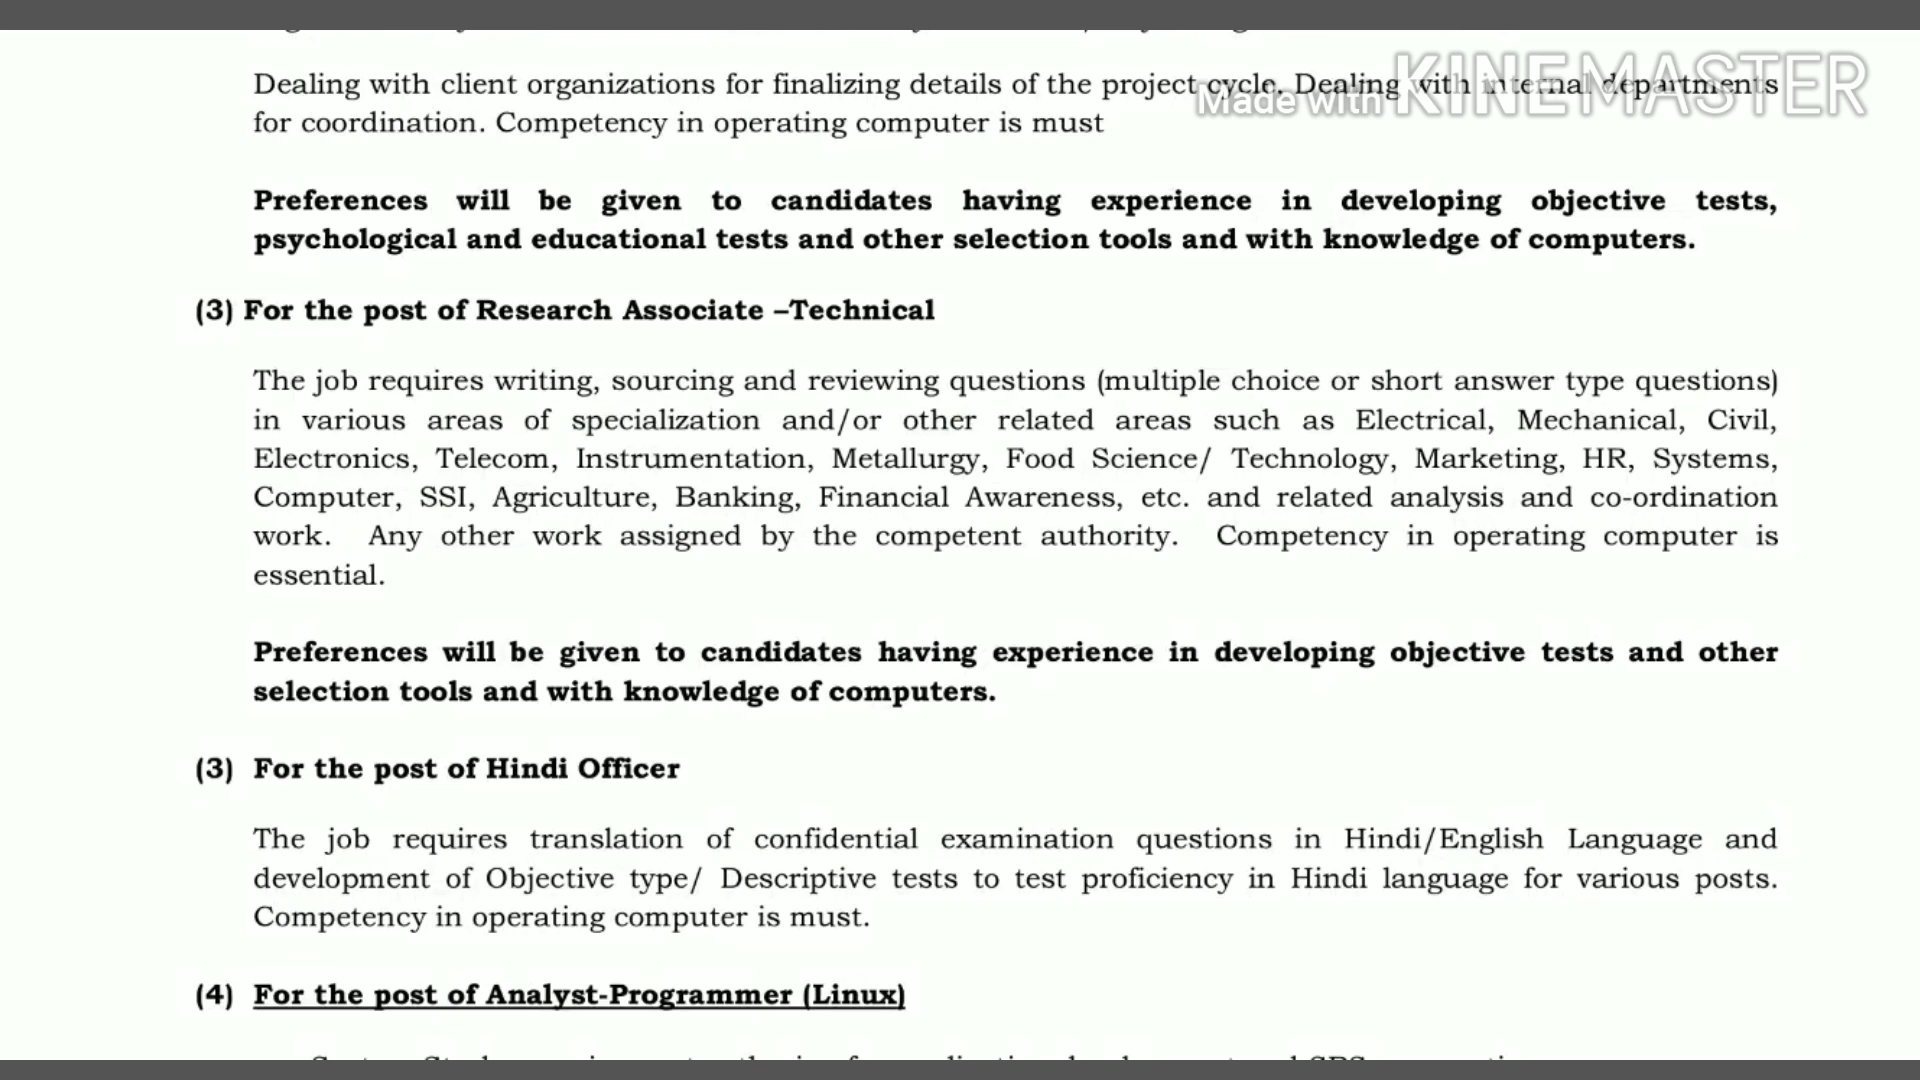 Dealing with client organizations for finalizing details of the project cycle. Dealing with internal departments
Made with KINEMASTER
for coordination. Competency in operating computer is must
Preferences will be given to candidates having experience in developing objective tests,
psychological and educational tests and other selection tools and with knowledge of computers.
(3) For the post of Research Associate –Technical
The job requires writing, sourcing and reviewing questions (multiple choice or short answer type questions)
in various areas of specialization and/or other related areas such as Electrical, Mechanical, Civil,
Electronics, Telecom, Instrumentation, Metallurgy, Food Science/ Technology, Marketing, HR, Systems,
Computer, SSI, Agriculture, Banking, Financial Awareness, etc. and related analysis and co-ordination
work. Any other work assigned by the competent authority. Competency in operating computer is
essential.
Preferences will be given to candidates having experience in developing objective tests and other
selection tools and with knowledge of computers.
(3) For the post of Hindi Officer
The job requires translation of confidential examination questions in Hindi/English Language and
development of Objective type/ Descriptive tests to test proficiency in Hindi language for various posts.
Competency in operating computer is must.
(4) For the post of Analyst-Programmer (Linux)